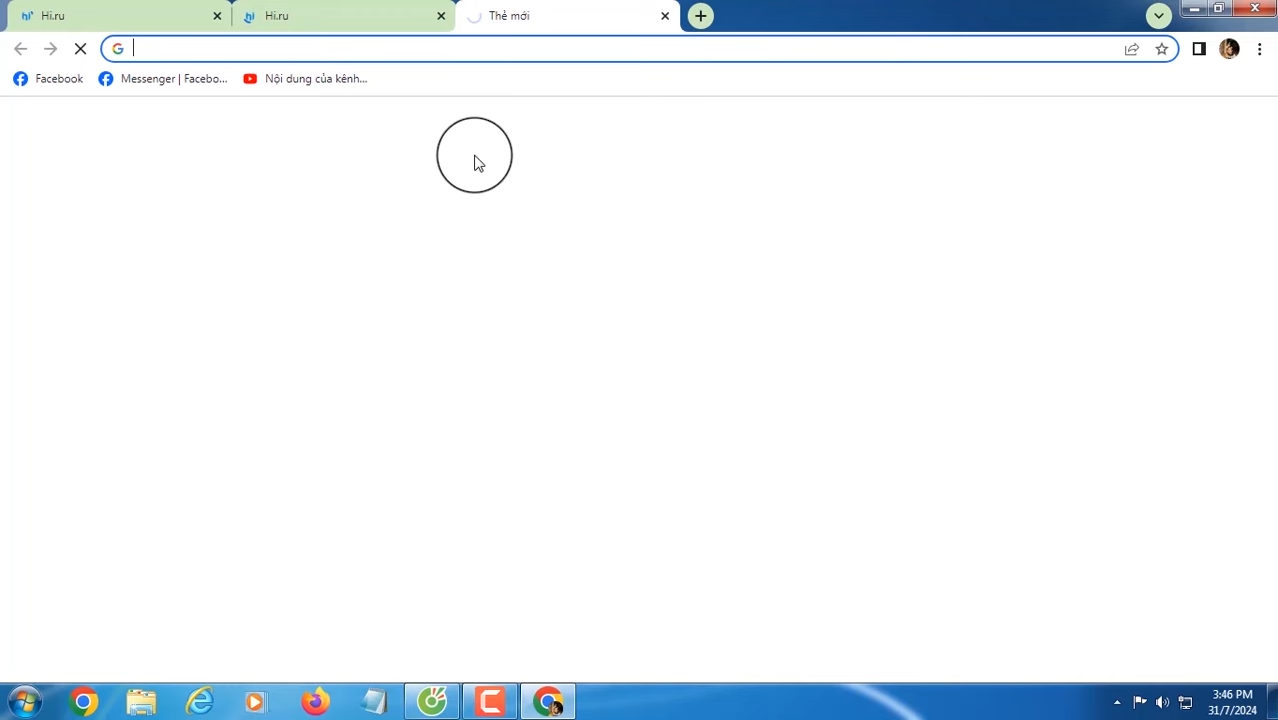 Hi.ru
Hi.ru
Thẻ mới
Facebook
Messenger | Facebo...
Nội dung của kênh...
3:46 PM
31/7/2024